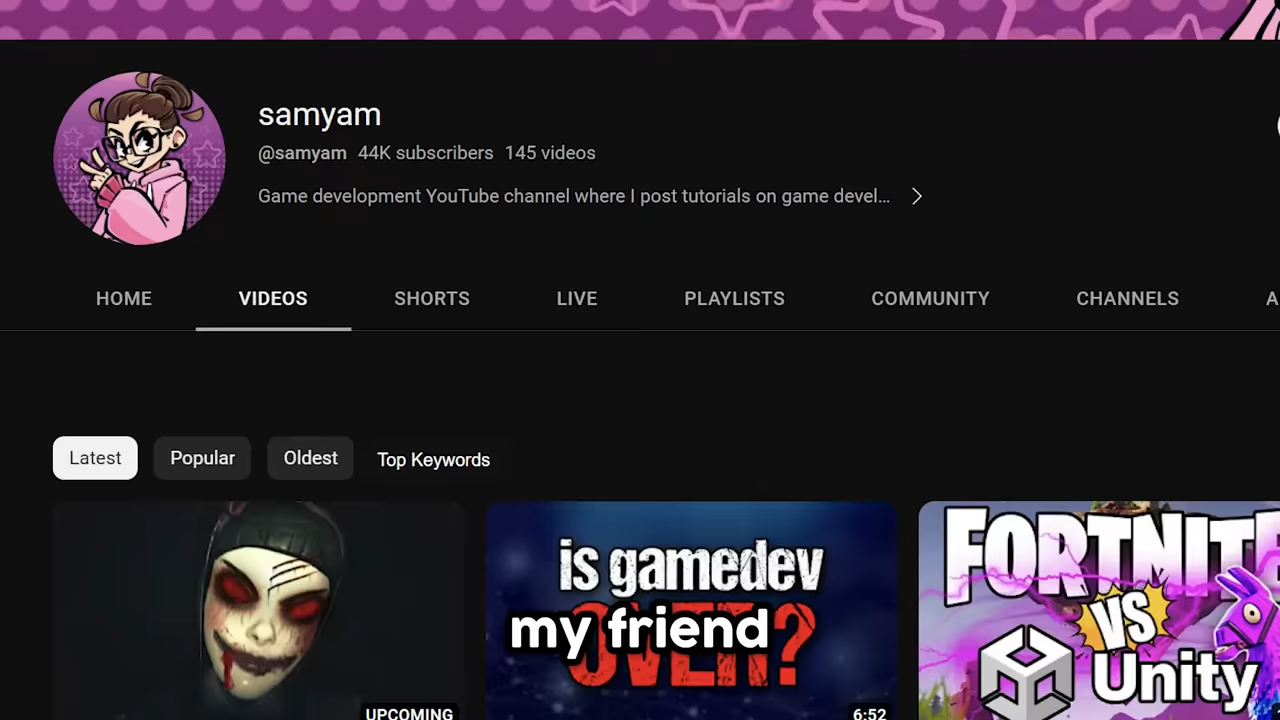 samyam
@samyam 44K subscribers 145 videos
Game development YouTube channel where I post tutorials on game devel...
HOME VIDEOS SHORTS LIVE PLAYLISTS COMMUNITY CHANNELS A
Latest Popular Oldest Top Keywords
UPCOMING
is gamedev
OVER?
my friend
6:52
FORTNITE
VS
Unity